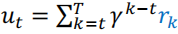 $u_t = \sum_{k=t}^{T} \gamma^{k-t} r_k$